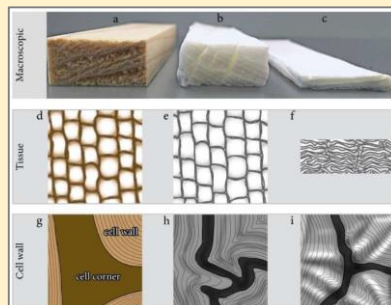 a
b
c
Macroscopic
d
e
f
Tissue
g
h
i
cell wall
cell corner
Cell wall